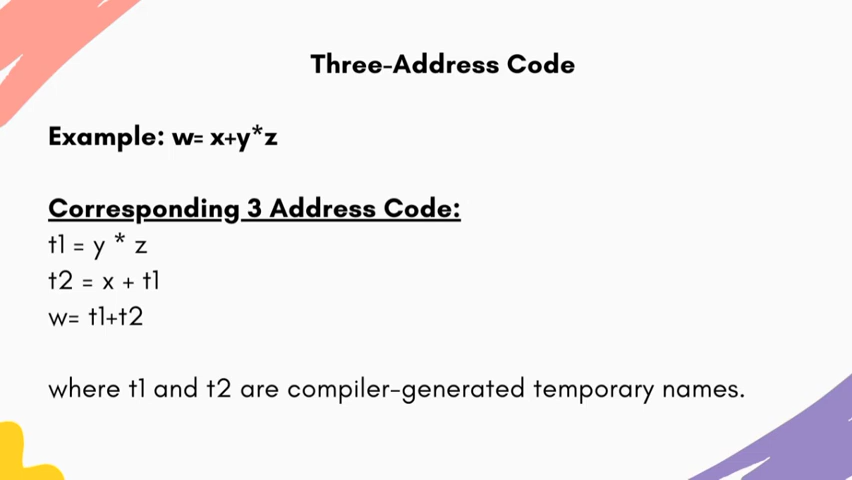 Three-Address Code
Example: w= x+y*z
Corresponding 3 Address Code:
t1 = y * z
t2 = x + t1
w= t1+t2
where t1 and t2 are compiler-generated temporary names.